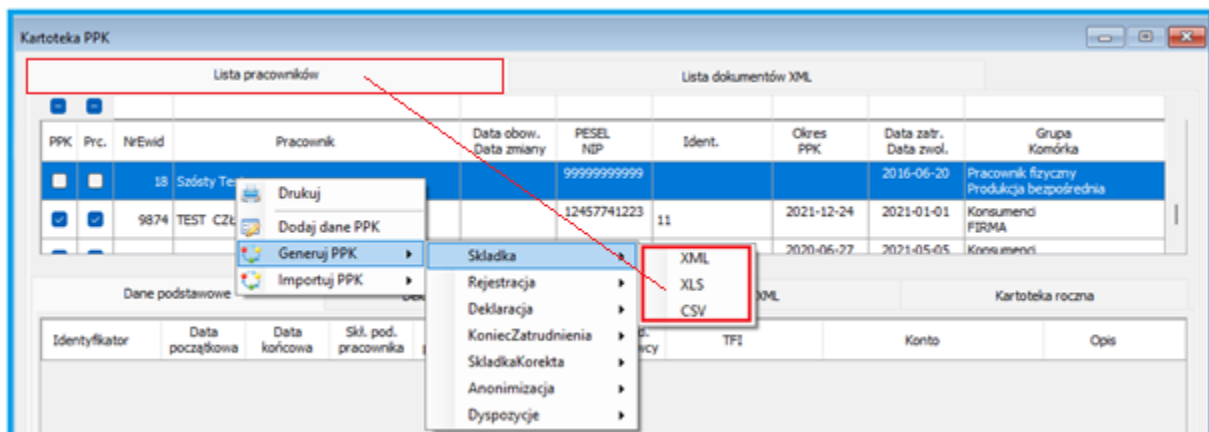 Kartoteka PPK
Lista pracowników
Lista dokumentów XML
PPK Prc. NrEwid Pracownik Data obow. Data zmiany PESEL NIP Ident. Okres PPK Data zatr. Data zwol. Grupa Komórka
18 Szósty 99999999999 2016-06-20 Pracownik fizyczny
Produkcja bezpośrednia
9874 TEST 12457741223 11 2021-12-24 2021-01-01 Konsumenci
FIRMA
2020-06-27 2021-05-05 Konsumenci
Drukuj
Dodaj dane PPK
Generuj PPK
Importuj PPK
Skladka
Rejestracja
Deklaracja
KoniecZatrudnienia
SkladkaKorekta
Anonimizacja
Dyspozycje
XML
XLS
CSV
Dane podstawowe
Kartoteka roczna
Identyfikator Data początkowa Data końcowa Skł. pod. pracownika TFI Konto Opis